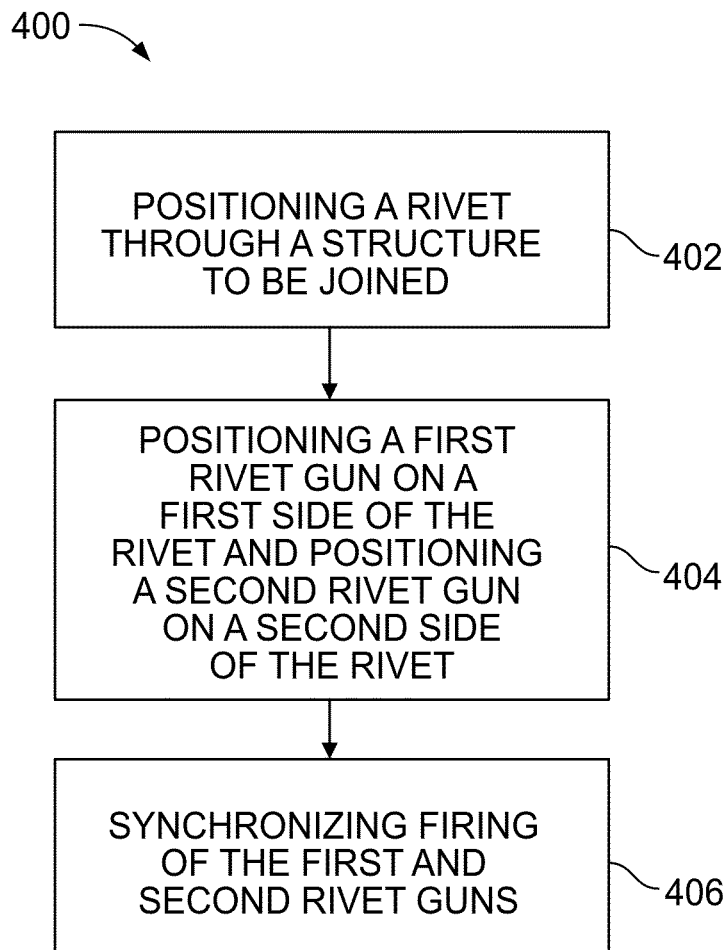 400
POSITIONING A RIVET
THROUGH A STRUCTURE
TO BE JOINED
402
POSITIONING A FIRST
RIVET GUN ON A
FIRST SIDE OF THE
RIVET AND POSITIONING
A SECOND RIVET GUN
ON A SECOND SIDE
OF THE RIVET
404
SYNCHRONIZING FIRING
OF THE FIRST AND
SECOND RIVET GUNS
406